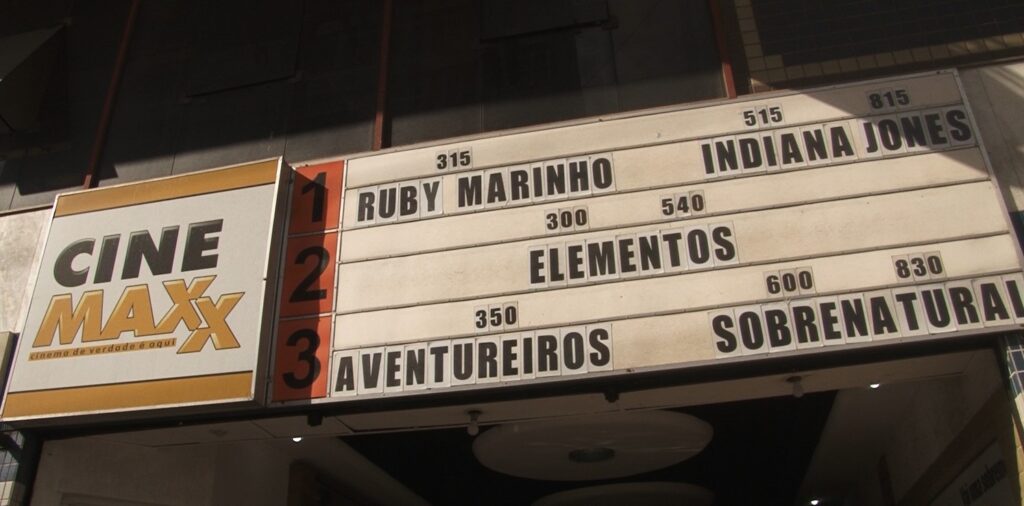 CINE
MAXX
cinema de verdade é aqui
1
315 515 815
RUBY MARINHO INDIANA JONES
2
300 540
ELEMENTOS
3
350 600 830
AVENTUREIROS SOBRENATURAL